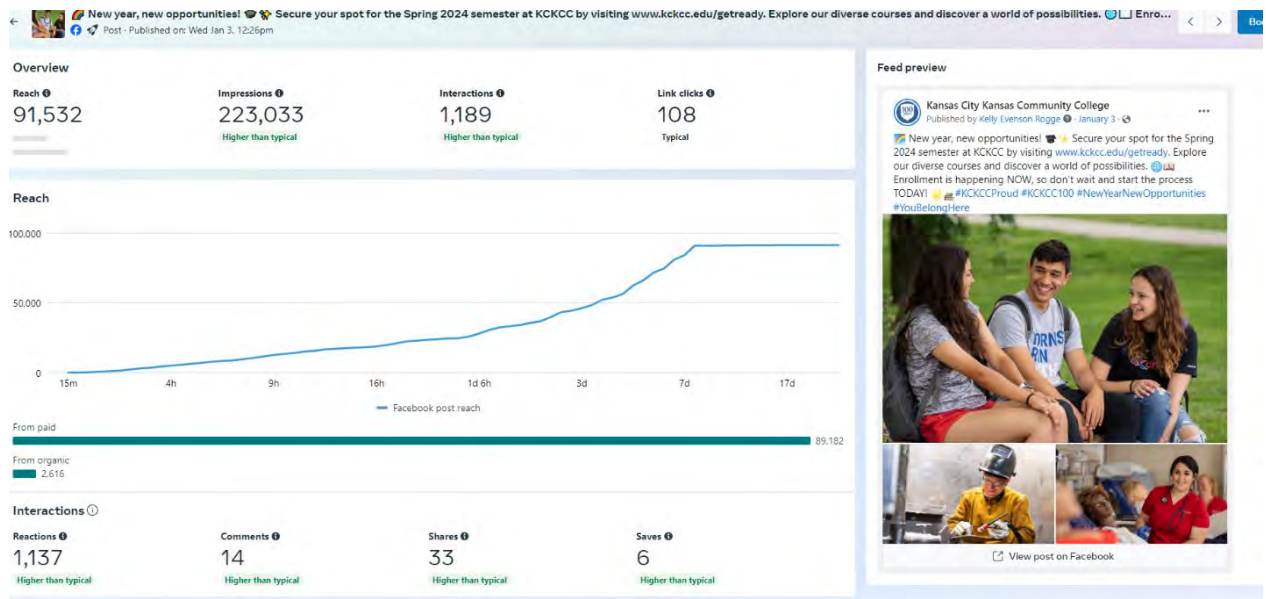 New year, new opportunities! Secure your spot for the Spring 2024 semester at KCKCC by visiting www.kckcc.edu/getready. Explore our diverse courses and discover a world of possibilities. Enro...
Post · Published on: Wed Jan 3, 12:26pm
Overview
Reach Impressions Interactions Link clicks
91,532 223,033 1,189 108
Higher than typical Higher than typical Typical
Reach
100,000
50,000
0
15m 4h 9h 16h 1d 6h 3d 7d 17d
Facebook post reach
From paid
89,182
From organic
2,616
Interactions
Reactions Comments Shares Saves
1,137 14 33 6
Higher than typical Higher than typical Higher than typical Higher than typical
Feed preview
Kansas City Kansas Community College
Published by Kelly Evenson Rogge · January 3 ·
New year, new opportunities! Secure your spot for the Spring
2024 semester at KCKCC by visiting www.kckcc.edu/getready. Explore
our diverse courses and discover a world of possibilities.
Enrollment is happening NOW, so don't wait and start the process
TODAY! #KCKCCProud #KCKCC100 #NewYearNewOpportunities
#YouBelongHere
View post on Facebook